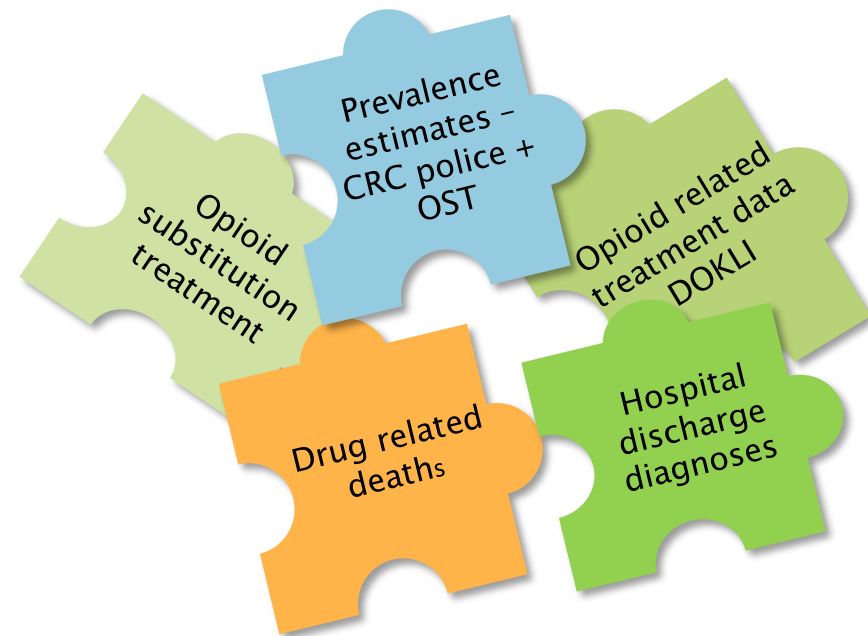 Prevalence
estimates –
CRC police +
OST
Opioid
substitution
treatment
Opioid related
treatment data
DOKLI
Drug related
deaths
Hospital
discharge
diagnoses